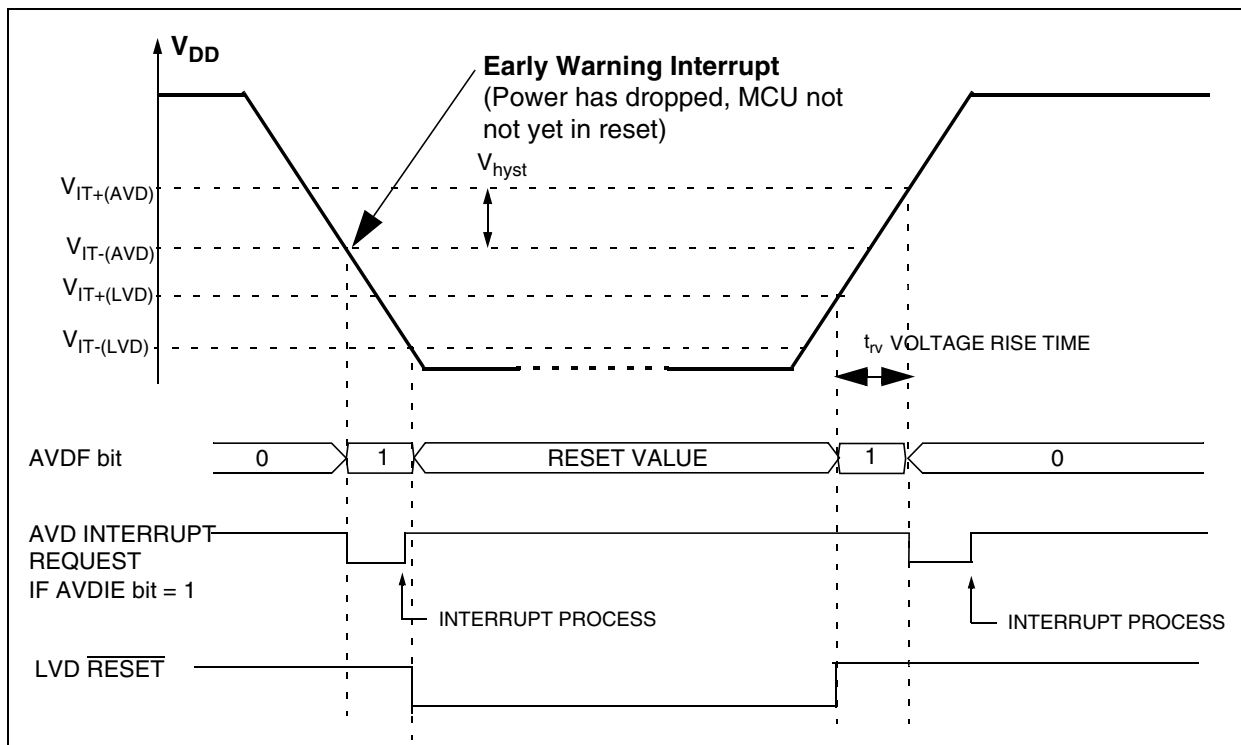 VDD
Early Warning Interrupt
(Power has dropped, MCU not
not yet in reset)
Vhyst
VIT+(AVD)
VIT-(AVD)
VIT+(LVD)
VIT-(LVD)
trv VOLTAGE RISE TIME
AVDF bit
0
1
RESET VALUE
1
0
AVD INTERRUPT
REQUEST
IF AVDIE bit = 1
INTERRUPT PROCESS
INTERRUPT PROCESS
LVD RESET